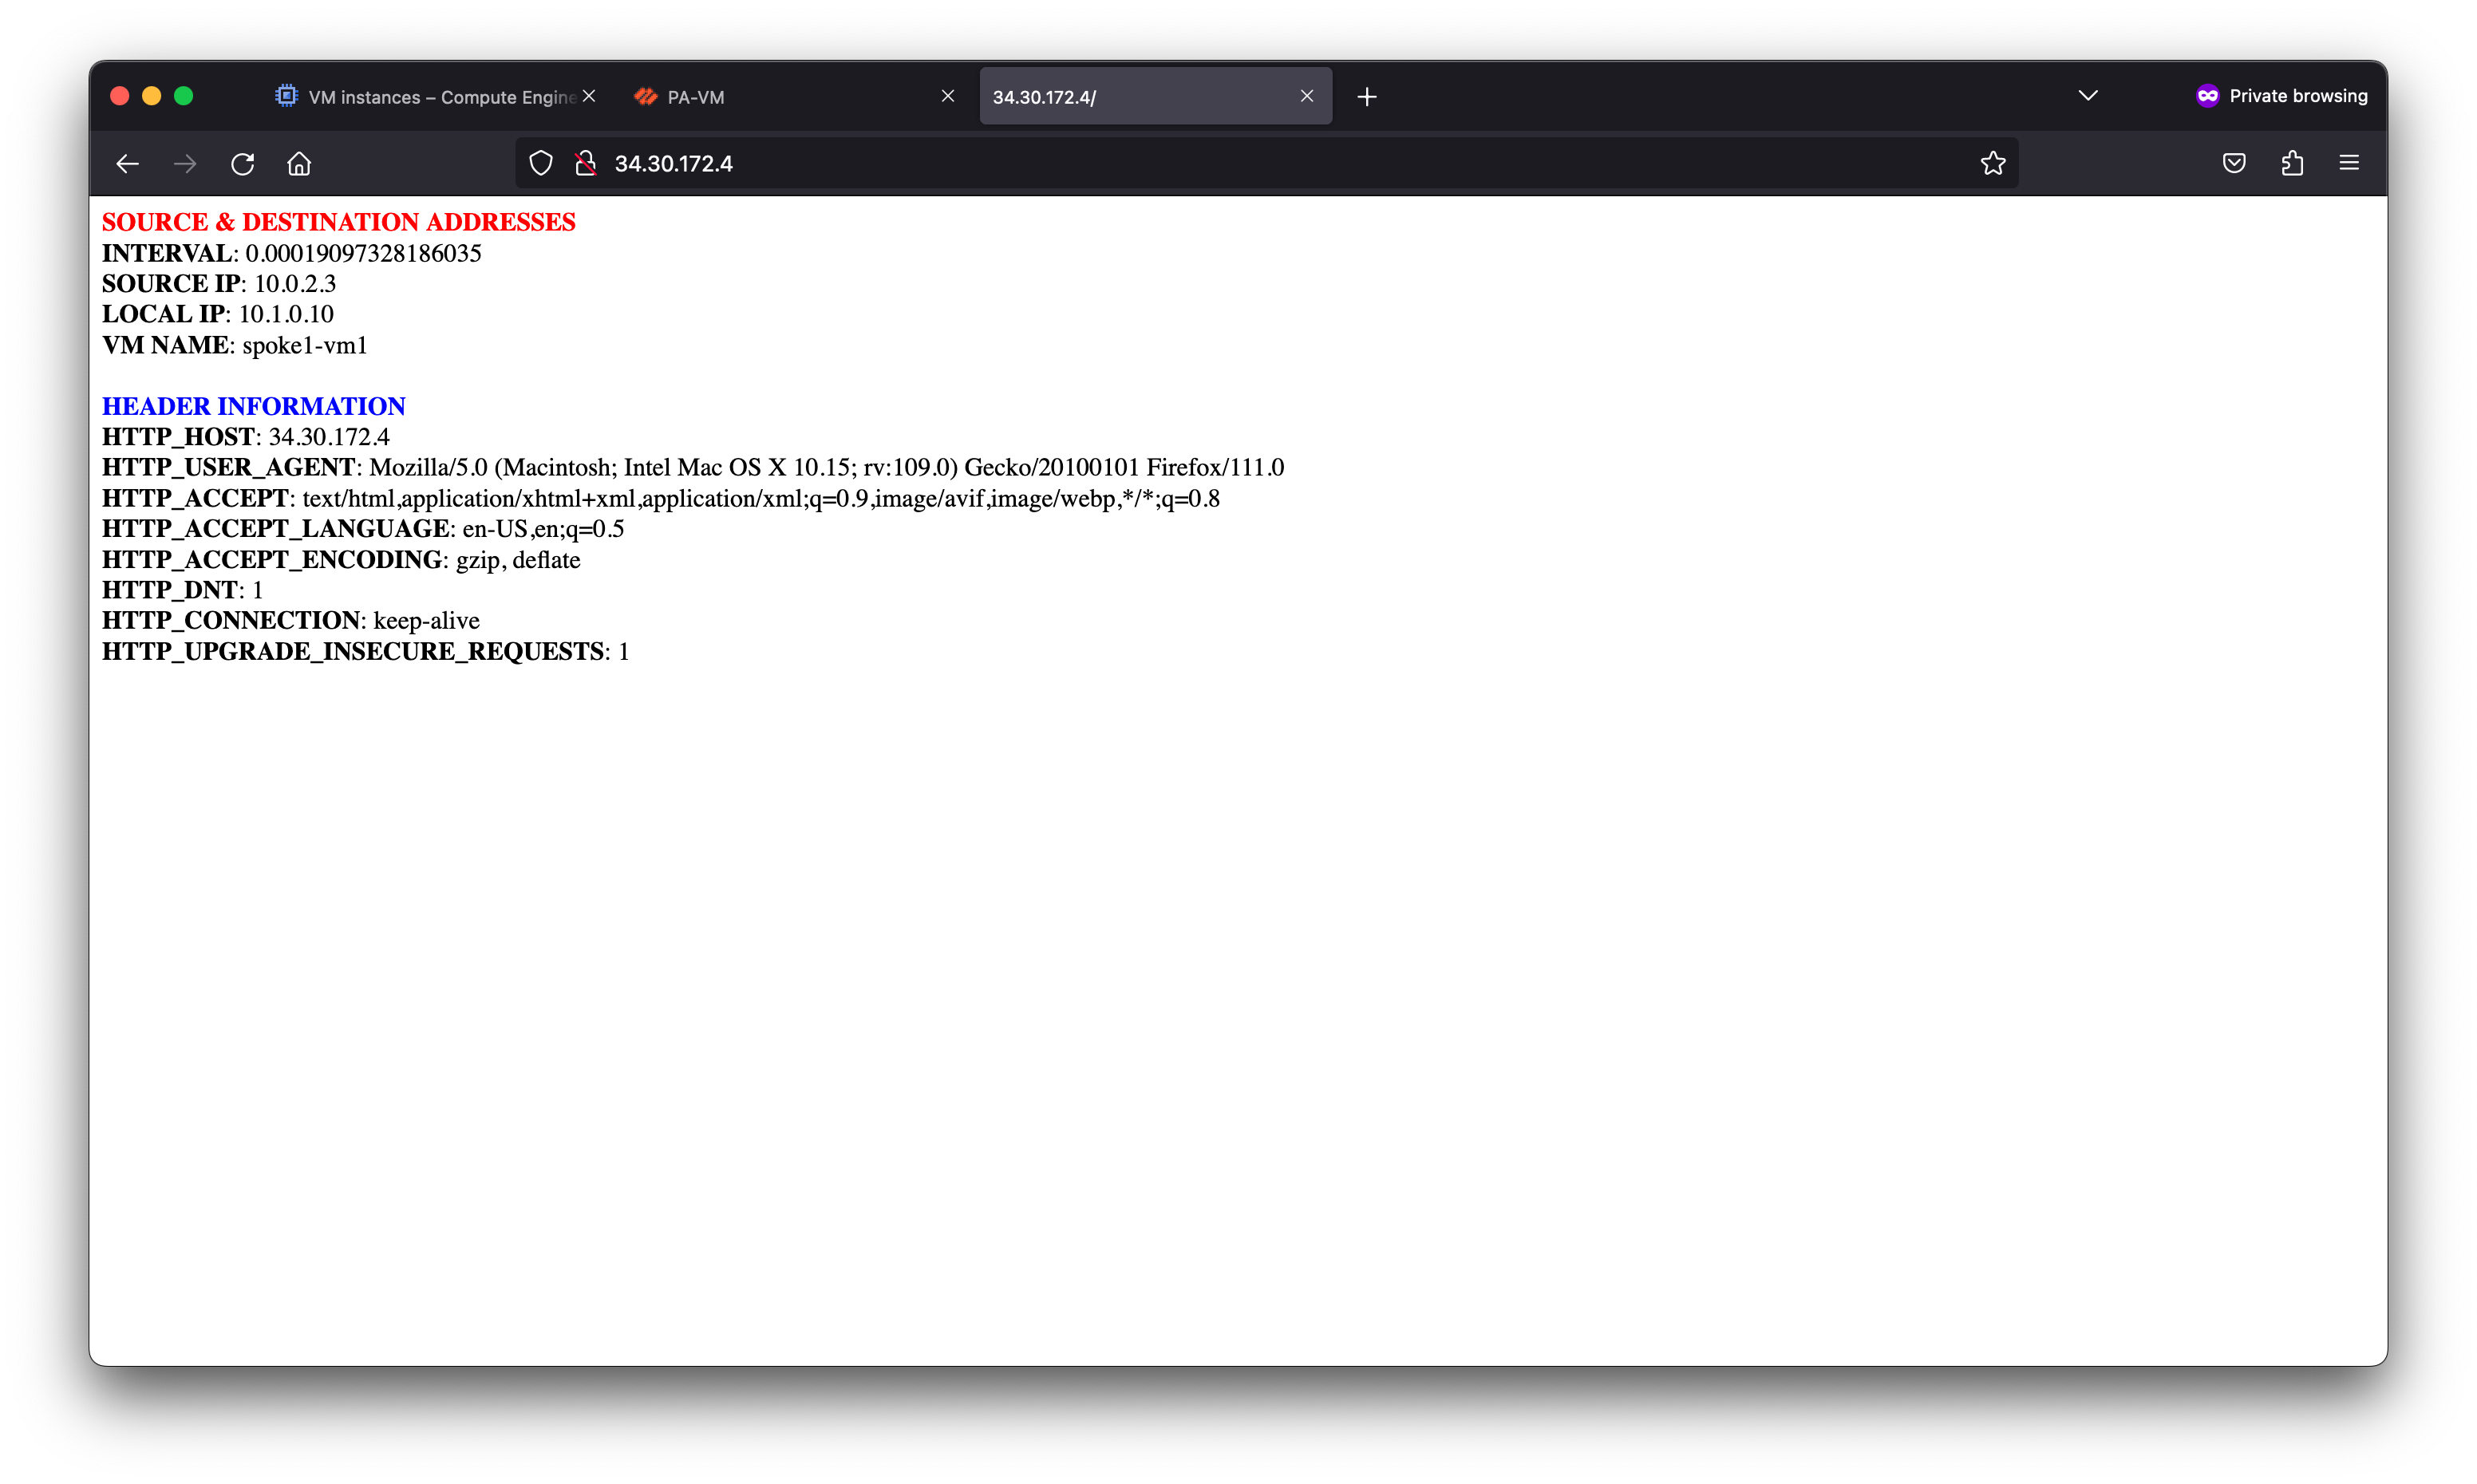 VM instances – Compute Engine
PA-VM
34.30.172.4/
Private browsing
34.30.172.4
SOURCE & DESTINATION ADDRESSES
INTERVAL: 0.00019097328186035
SOURCE IP: 10.0.2.3
LOCAL IP: 10.1.0.10
VM NAME: spoke1-vm1
HEADER INFORMATION
HTTP_HOST: 34.30.172.4
HTTP_USER_AGENT: Mozilla/5.0 (Macintosh; Intel Mac OS X 10.15; rv:109.0) Gecko/20100101 Firefox/111.0
HTTP_ACCEPT: text/html,application/xhtml+xml,application/xml;q=0.9,image/avif,image/webp,*/*;q=0.8
HTTP_ACCEPT_LANGUAGE: en-US,en;q=0.5
HTTP_ACCEPT_ENCODING: gzip, deflate
HTTP_DNT: 1
HTTP_CONNECTION: keep-alive
HTTP_UPGRADE_INSECURE_REQUESTS: 1